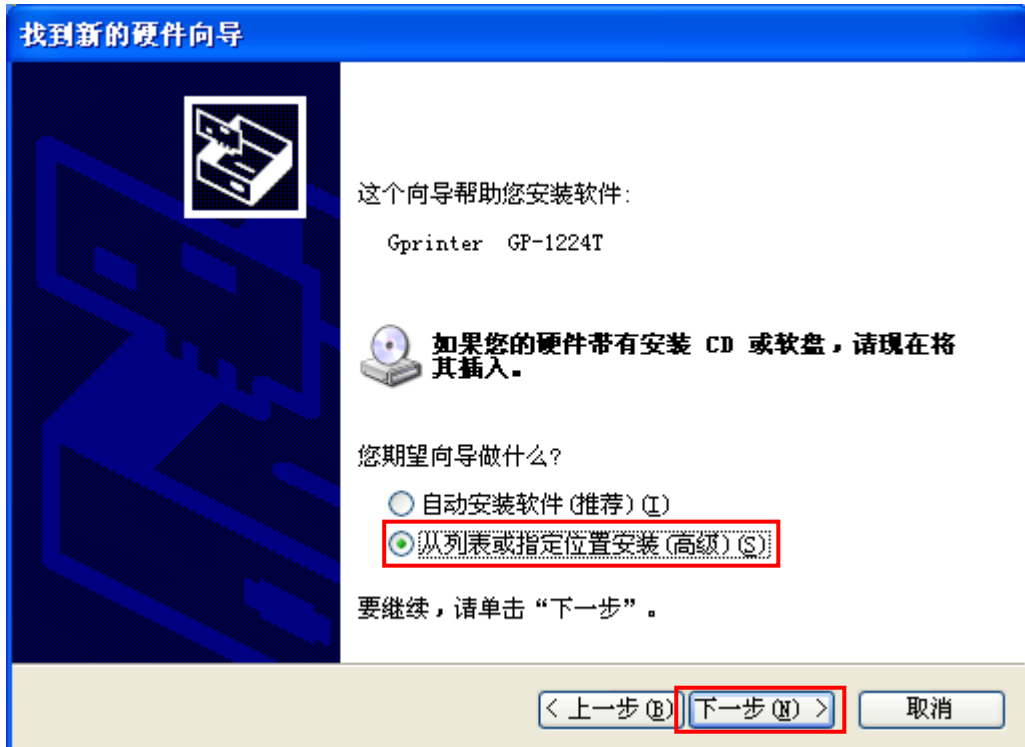 找到新的硬件向导
这个向导帮助您安装软件:
Gprinter GP-1224T
如果您的硬件带有安装 CD 或软盘，请现在将
其插入。
您期望向导做什么?
自动安装软件(推荐)(I)
从列表或指定位置安装(高级)(S)
要继续，请单击“下一步”。
< 上一步(B) 下一步(N) > 取消